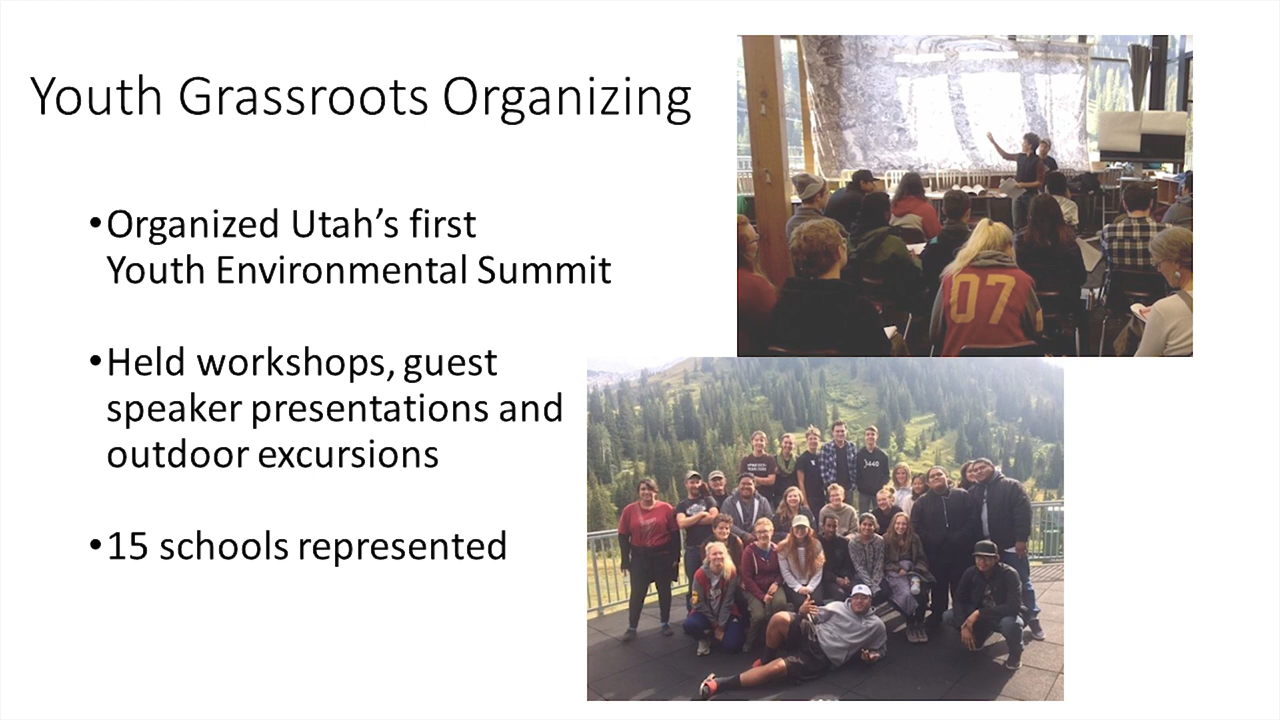 Youth Grassroots Organizing
•Organized Utah’s first
Youth Environmental Summit
•Held workshops, guest
speaker presentations and
outdoor excursions
•15 schools represented
07